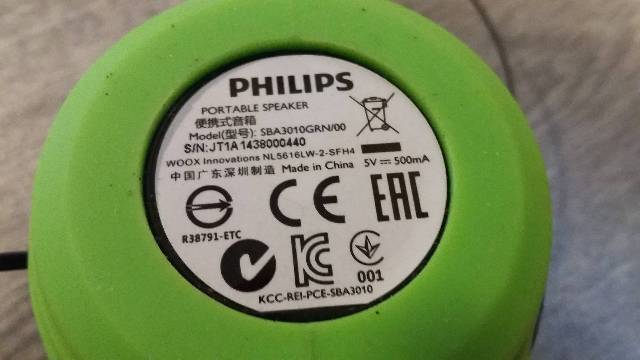 PHILIPS
PORTABLE SPEAKER
便携式音箱
Model(型号): SBA3010GRN/00
S/N:JT1A1438000440
WOOX Innovations NL5616LW-2-SFH4
中国广东深圳制造 Made in China 5V⎓500mA
CE EAC
R38791-ETC
KC
001
KCC-REI-PCE-SBA3010